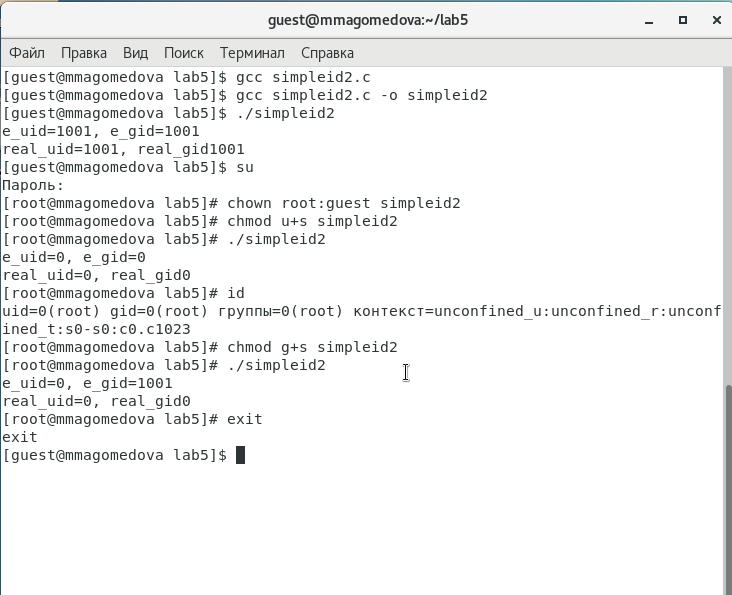 guest@mmagomedova:~/lab5
Файл Правка Вид Поиск Терминал Справка
[guest@mmagomedova lab5]$ gcc simpleid2.c
[guest@mmagomedova lab5]$ gcc simpleid2.c -o simpleid2
[guest@mmagomedova lab5]$ ./simpleid2
e_uid=1001, e_gid=1001
real_uid=1001, real_gid1001
[guest@mmagomedova lab5]$ su
Пароль:
[root@mmagomedova lab5]# chown root:guest simpleid2
[root@mmagomedova lab5]# chmod u+s simpleid2
[root@mmagomedova lab5]# ./simpleid2
e_uid=0, e_gid=0
real_uid=0, real_gid0
[root@mmagomedova lab5]# id
uid=0(root) gid=0(root) группы=0(root) контекст=unconfined_u:unconfined_r:unconf
ined_t:s0-s0:c0.c1023
[root@mmagomedova lab5]# chmod g+s simpleid2
[root@mmagomedova lab5]# ./simpleid2
e_uid=0, e_gid=1001
real_uid=0, real_gid0
[root@mmagomedova lab5]# exit
exit
[guest@mmagomedova lab5]$